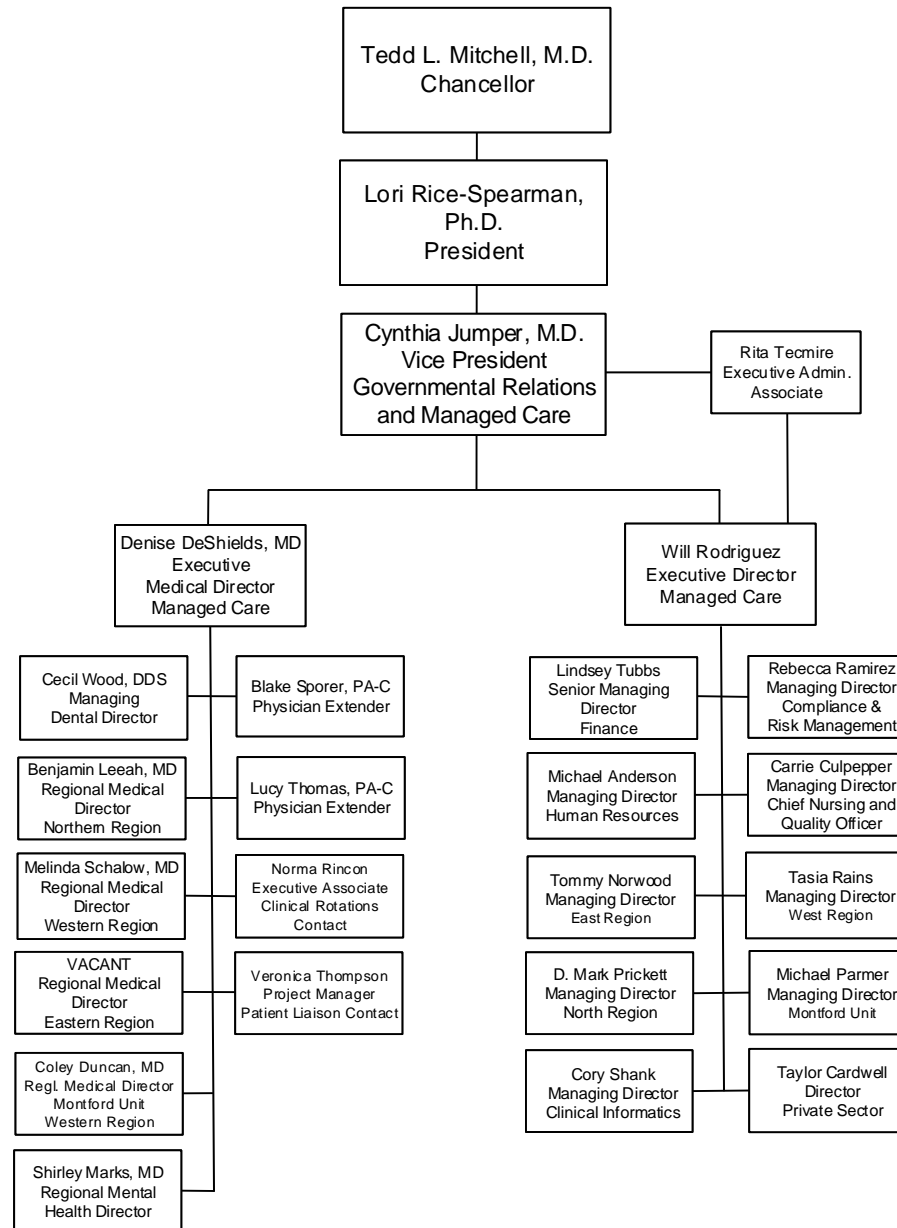 Tedd L. Mitchell, M.D.
Chancellor
Lori Rice-Spearman,
Ph.D.
President
Cynthia Jumper, M.D.
Vice President
Governmental Relations
and Managed Care
Rita Tecmire
Executive Admin.
Associate
Denise DeShields, MD
Executive
Medical Director
Managed Care
Will Rodriguez
Executive Director
Managed Care
Cecil Wood, DDS
Managing
Dental Director
Blake Sporer, PA-C
Physician Extender
Benjamin Leeah, MD
Regional Medical
Director
Northern Region
Lucy Thomas, PA-C
Physician Extender
Melinda Schalow, MD
Regional Medical
Director
Western Region
Norma Rincon
Executive Associate
Clinical Rotations
Contact
VACANT
Regional Medical
Director
Eastern Region
Veronica Thompson
Project Manager
Patient Liaison Contact
Coley Duncan, MD
Regl. Medical Director
Montford Unit
Western Region
Shirley Marks, MD
Regional Mental
Health Director
Lindsey Tubbs
Senior Managing
Director
Finance
Rebecca Ramirez
Managing Director
Compliance &
Risk Management
Michael Anderson
Managing Director
Human Resources
Carrie Culpepper
Managing Director
Chief Nursing and
Quality Officer
Tommy Norwood
Managing Director
East Region
Tasia Rains
Managing Director
West Region
D. Mark Prickett
Managing Director
North Region
Michael Parmer
Managing Director
Montford Unit
Cory Shank
Managing Director
Clinical Informatics
Taylor Cardwell
Director
Private Sector